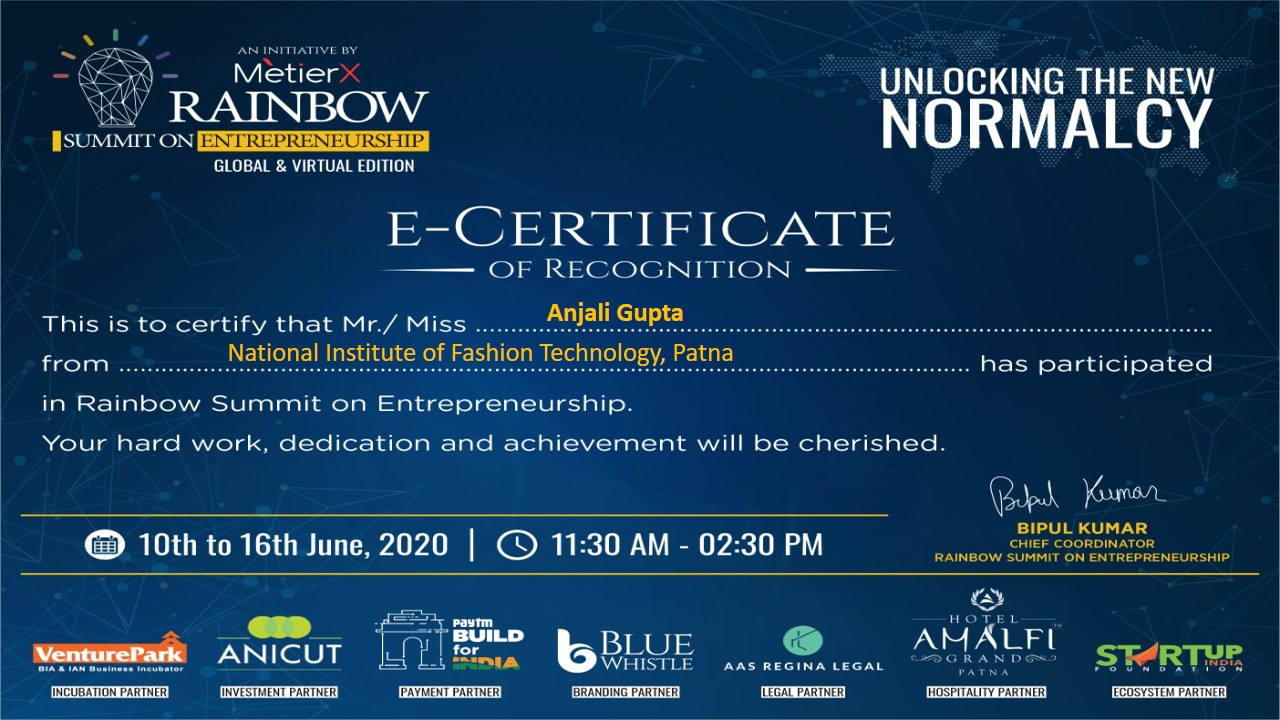 AN INITIATIVE BY
MètierX
RAINBOW
SUMMIT ON ENTREPRENEURSHIP
GLOBAL & VIRTUAL EDITION
UNLOCKING THE NEW
NORMALCY
E-CERTIFICATE
OF RECOGNITION
This is to certify that Mr./ Miss Anjali Gupta
from National Institute of Fashion Technology, Patna has participated
in Rainbow Summit on Entrepreneurship.
Your hard work, dedication and achievement will be cherished.
Bipul Kumar
BIPUL KUMAR
CHIEF COORDINATOR
RAINBOW SUMMIT ON ENTREPRENEURSHIP
10th to 16th June, 2020 | 11:30 AM - 02:30 PM
VenturePark
BIA & IAN Business Incubator
INCUBATION PARTNER
ANICUT
INVESTMENT PARTNER
Paytm
BUILD
for
INDIA
PAYMENT PARTNER
BLUE
WHISTLE
BRANDING PARTNER
AAS REGINA LEGAL
LEGAL PARTNER
HOTEL
AMALFI TM
GRAND
PATNA
HOSPITALITY PARTNER
STARTUP
INDIA
FOUNDATION
ECOSYSTEM PARTNER